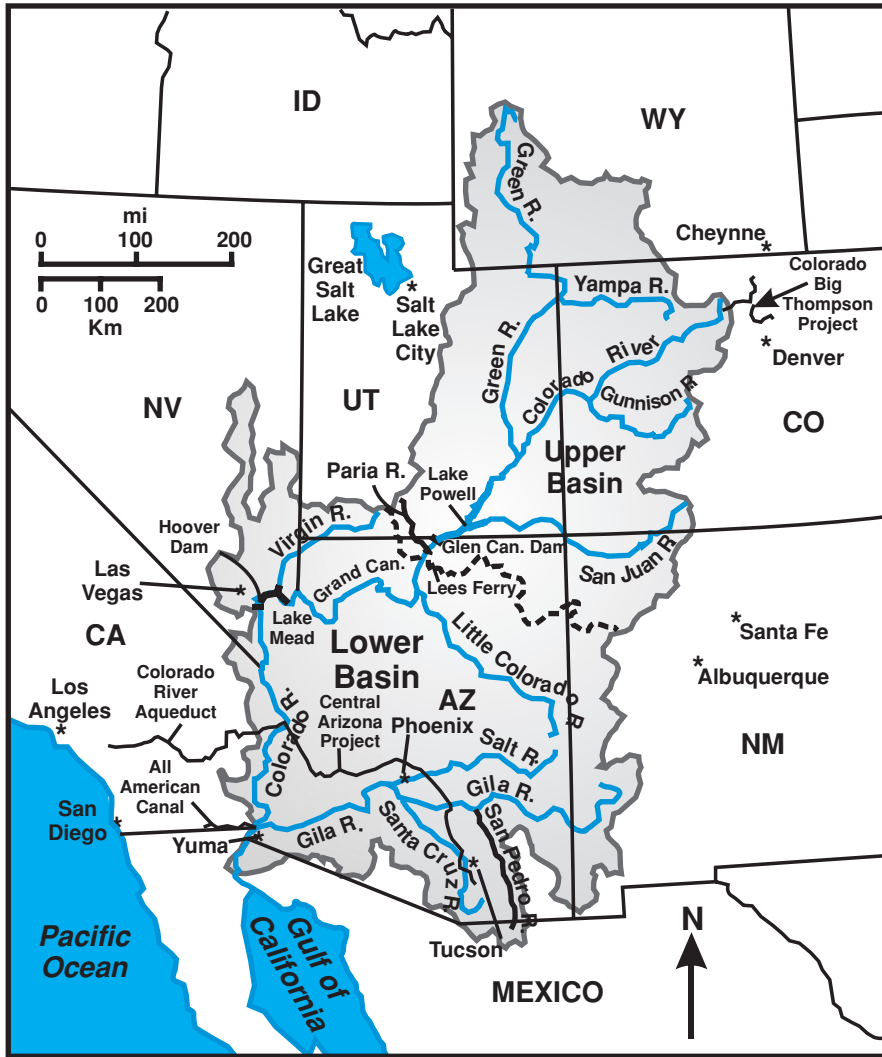 ID
WY
mi
0 100 200
0 100 200
Km
Green R.
Cheynne
Great
Salt
Lake
Salt
Lake
City
Yampa R.
Colorado
Big
Thompson
Project
Denver
Green R.
Colorado River
Gunnison R.
NV
UT
CO
Upper
Basin
Paria R.
Lake
Powell
Hoover
Dam
Virgin R.
Glen Can. Dam
San Juan R.
Las
Vegas
Grand Can.
Lees Ferry
Lake
Mead
CA
Lower
Basin
Little Colorado R.
Santa Fe
Albuquerque
Los
Angeles
Colorado
River
Aqueduct
Colorado R.
AZ
Central
Arizona
Project
Phoenix
Salt R.
NM
All
American
Canal
San
Diego
Yuma
Gila R.
Gila R.
Santa Cruz R.
San Pedro R.
Tucson
N
Pacific
Ocean
Gulf of
California
MEXICO